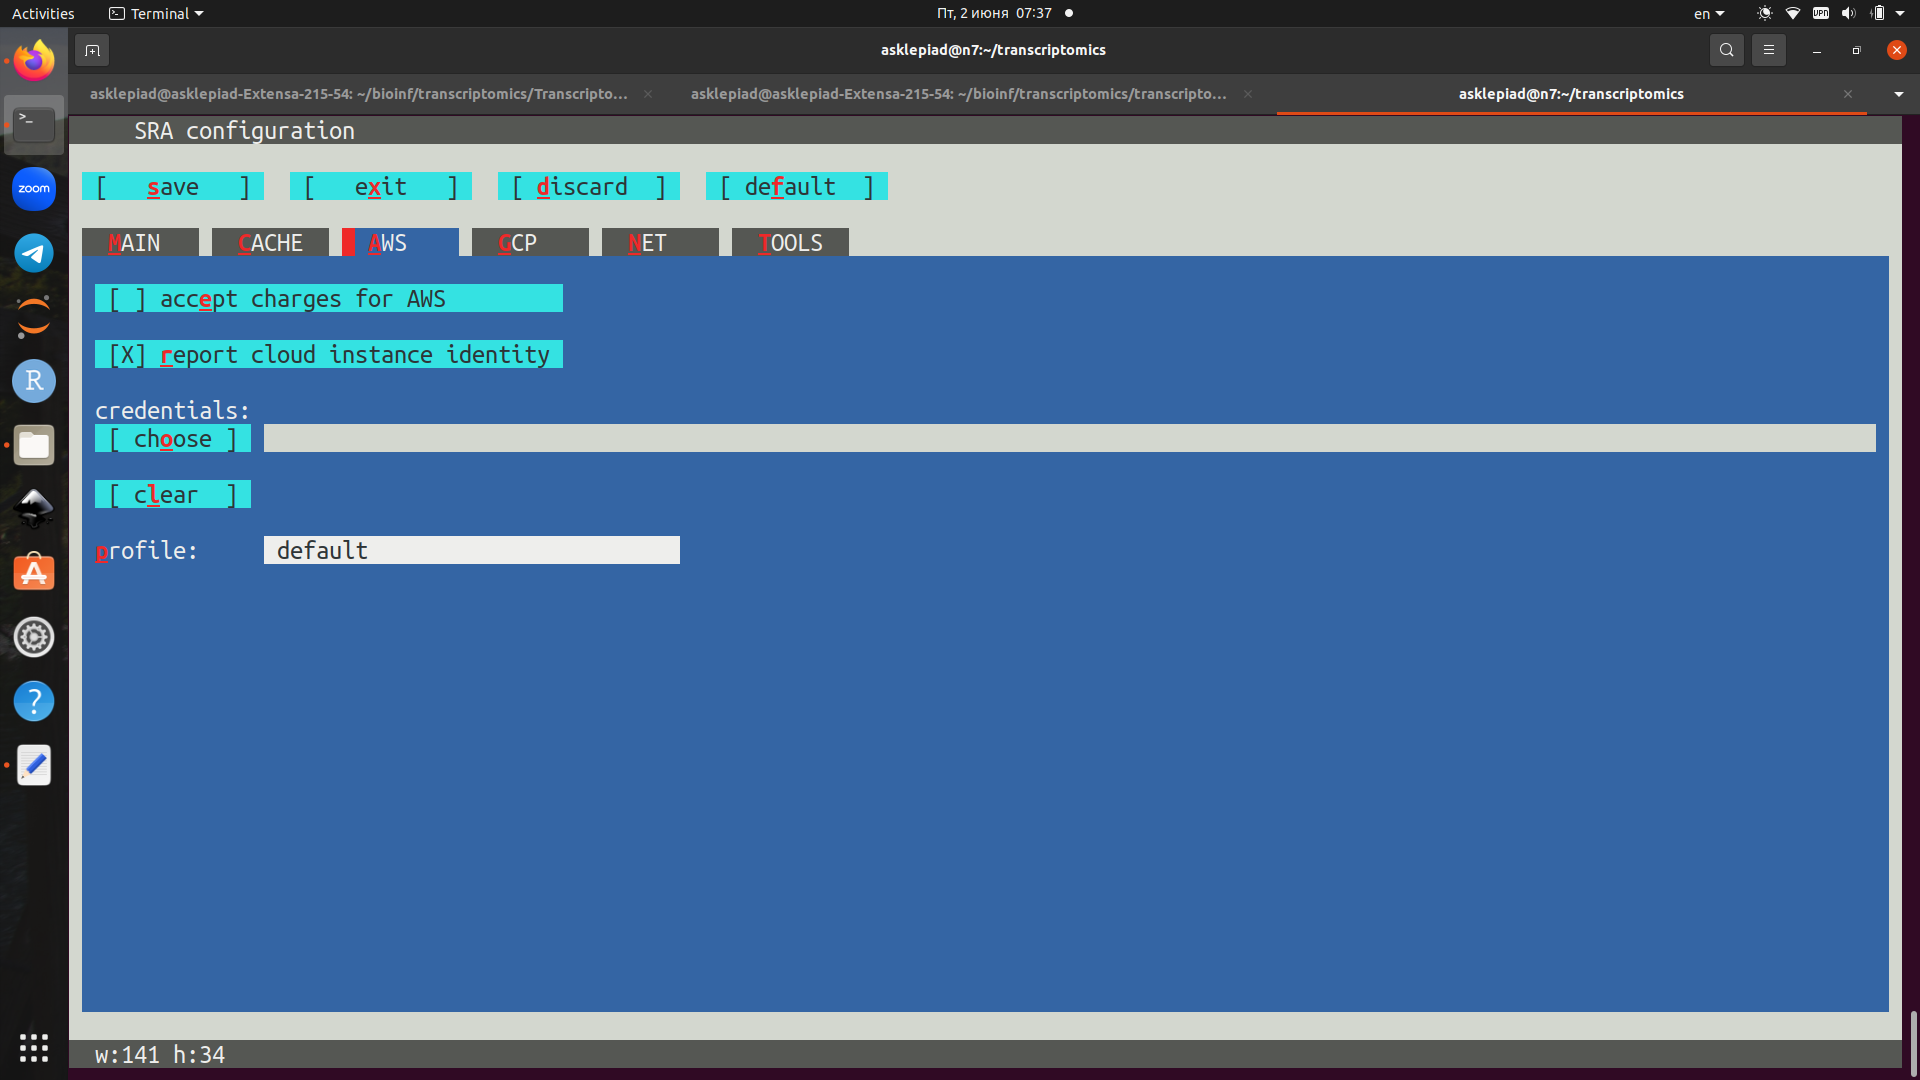 Activities Terminal Пт, 2 июня 07:37 en VPN
asklepiad@n7:~/transcriptomics
asklepiad@asklepiad-Extensa-215-54: ~/bioinf/transcriptomics/Transcripto... asklepiad@asklepiad-Extensa-215-54: ~/bioinf/transcriptomics/transcripto... asklepiad@n7:~/transcriptomics
SRA configuration
[ save ] [ exit ] [ discard ] [ default ]
MAIN CACHE AWS GCP NET TOOLS
[ ] accept charges for AWS
[X] report cloud instance identity
credentials:
[ choose ]
[ clear ]
profile: default
w:141 h:34
zoom
R
?